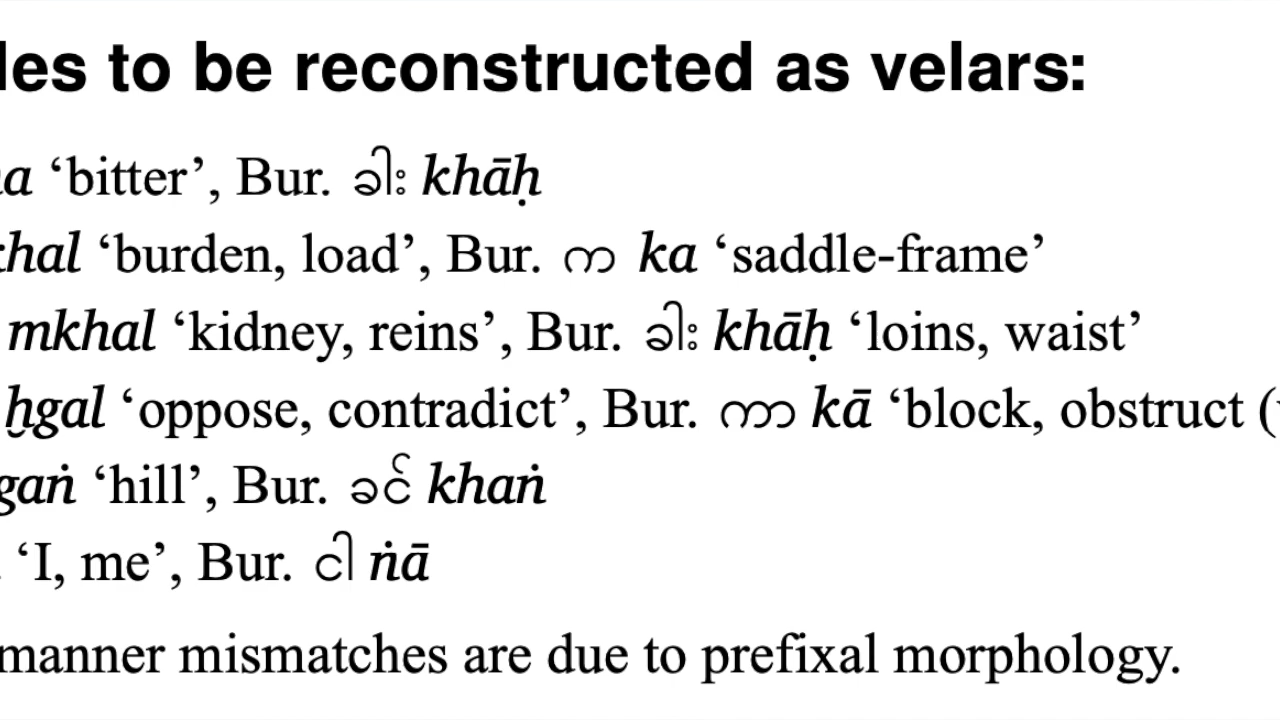 les to be reconstructed as velars:
a ‘bitter’, Bur. ခါး khāḥ
hal ‘burden, load’, Bur. က ka ‘saddle-frame’
mkhal ‘kidney, reins’, Bur. ခါး khāḥ ‘loins, waist’
ḫgal ‘oppose, contradict’, Bur. ကာ kā ‘block, obstruct (
gaṅ ‘hill’, Bur. ခင် khaṅ
‘I, me’, Bur. ငါ ṅā
manner mismatches are due to prefixal morphology.